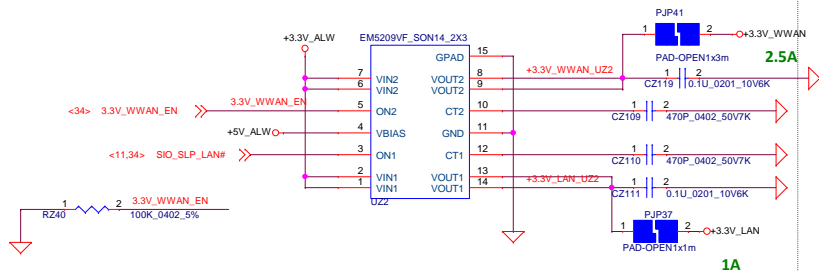 PJP41
+3.3V_ALW EM5209VF_SON14_2X3 1 2 +3.3V_WWAN
GPAD 15 PAD-OPEN1x3m 2.5A
7 VIN2 VOUT2 8 +3.3V_WWAN_UZ2 1 2
6 VIN2 VOUT2 9 CZ119 0.1U_0201_10V6K
<34> 3.3V_WWAN_EN 3.3V_WWAN_EN 5 ON2 CT2 10 1 2
CZ109 470P_0402_50V7K
+5V_ALW 4 VBIAS GND 11
<11,34> SIO_SLP_LAN# 3 ON1 CT1 12 1 2
CZ110 470P_0402_50V7K
2 VIN1 VOUT1 13 +3.3V_LAN_UZ2 1 2
1 VIN1 VOUT1 14 CZ111 0.1U_0201_10V6K
UZ2
1 2 3.3V_WWAN_EN
RZ40 100K_0402_5%
PJP37
1 2 +3.3V_LAN
PAD-OPEN1x1m
1A